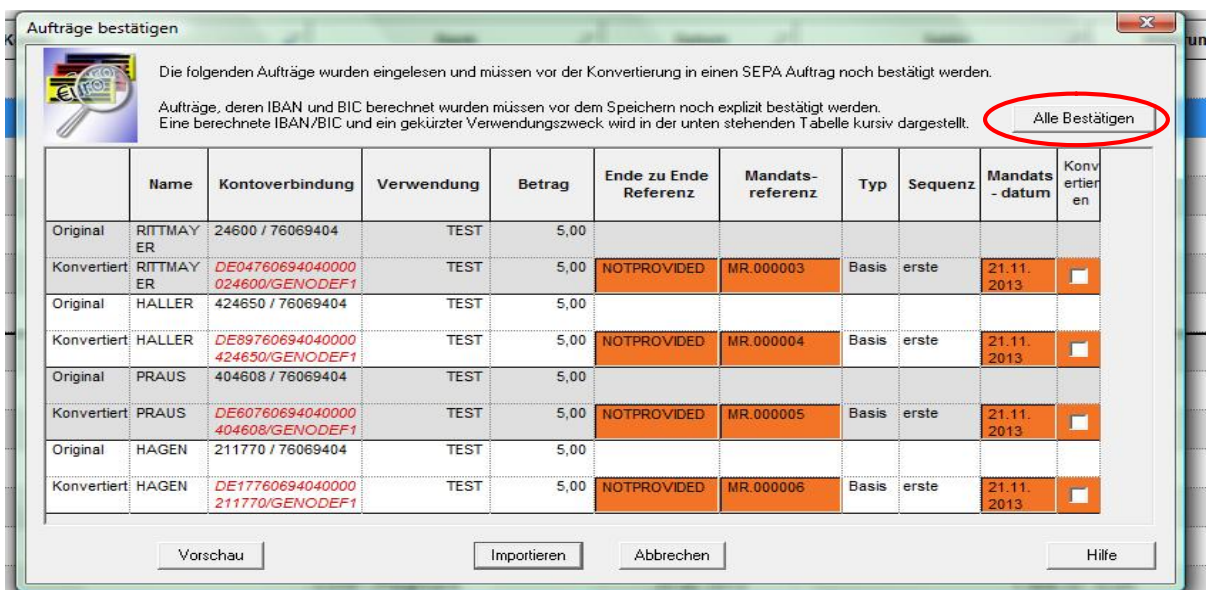 Aufträge bestätigen
Die folgenden Aufträge wurden eingelesen und müssen vor der Konvertierung in einen SEPA Auftrag noch bestätigt werden.
Aufträge, deren IBAN und BIC berechnet wurden müssen vor dem Speichern noch explizit bestätigt werden.
Eine berechnete IBAN/BIC und ein gekürzter Verwendungszweck wird in der unten stehenden Tabelle kursiv dargestellt.
Alle Bestätigen
Name Kontoverbindung Verwendung Betrag Ende zu Ende Referenz Mandats-referenz Typ Sequenz Mandats - datum Konv ertier en
Original RITTMAY ER 24600 / 76069404 TEST 5,00
Konvertiert RITTMAY ER DE04760694040000 024600/GENODEF1 TEST 5,00 NOTPROVIDED MR.000003 Basis erste 21.11. 2013
Original HALLER 424650 / 76069404 TEST 5,00
Konvertiert HALLER DE89760694040000 424650/GENODEF1 TEST 5,00 NOTPROVIDED MR.000004 Basis erste 21.11. 2013
Original PRAUS 404608 / 76069404 TEST 5,00
Konvertiert PRAUS DE60760694040000 404608/GENODEF1 TEST 5,00 NOTPROVIDED MR.000005 Basis erste 21.11. 2013
Original HAGEN 211770 / 76069404 TEST 5,00
Konvertiert HAGEN DE17760694040000 211770/GENODEF1 TEST 5,00 NOTPROVIDED MR.000006 Basis erste 21.11. 2013
Vorschau Importieren Abbrechen Hilfe